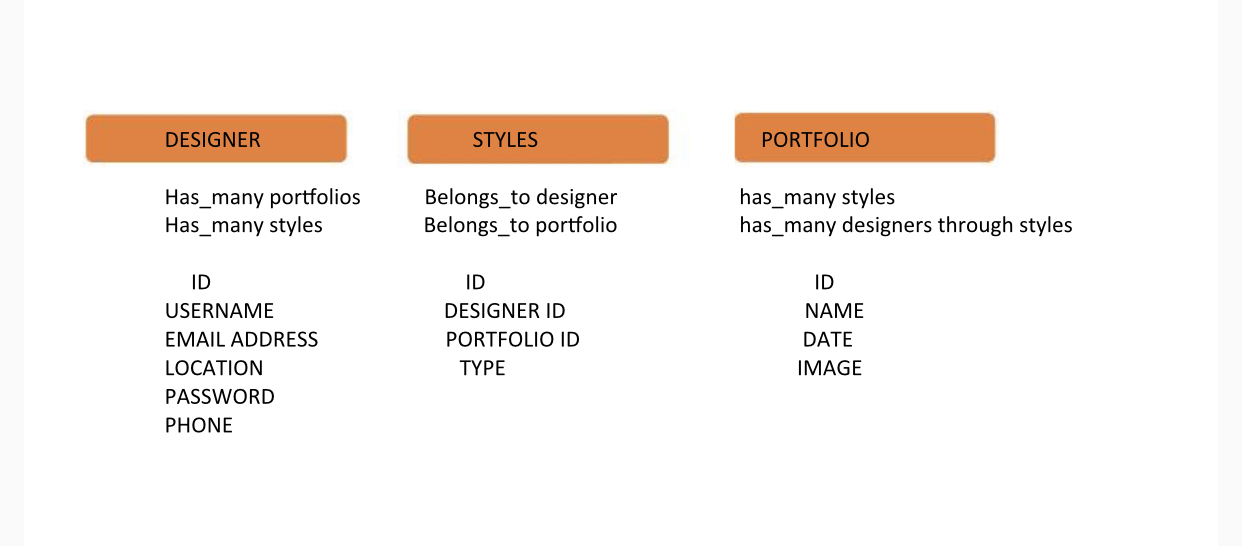 DESIGNER
Has_many portfolios
Has_many styles
ID
USERNAME
EMAIL ADDRESS
LOCATION
PASSWORD
PHONE
STYLES
Belongs_to designer
Belongs_to portfolio
ID
DESIGNER ID
PORTFOLIO ID
TYPE
PORTFOLIO
has_many styles
has_many designers through styles
ID
NAME
DATE
IMAGE